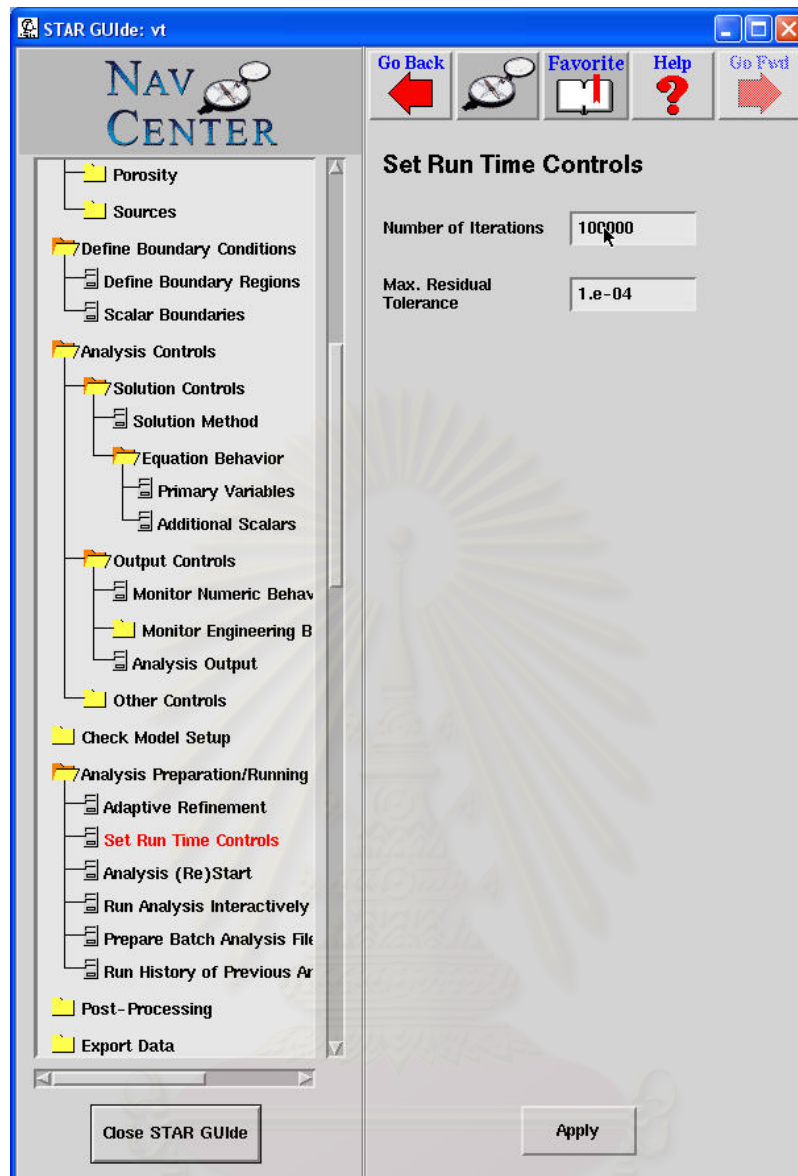 STAR GUIde: vt
NAV
CENTER
Go Back
Favorite
Help
Go Fwd
Porosity
Sources
Define Boundary Conditions
Define Boundary Regions
Scalar Boundaries
Analysis Controls
Solution Controls
Solution Method
Equation Behavior
Primary Variables
Additional Scalars
Output Controls
Monitor Numeric Behav
Monitor Engineering B
Analysis Output
Other Controls
Check Model Setup
Analysis Preparation/Running
Adaptive Refinement
Set Run Time Controls
Analysis (Re)Start
Run Analysis Interactively
Prepare Batch Analysis File
Run History of Previous An
Post-Processing
Export Data
Close STAR GUIde
Set Run Time Controls
Number of Iterations
100000
Max. Residual
Tolerance
1.e-04
Apply